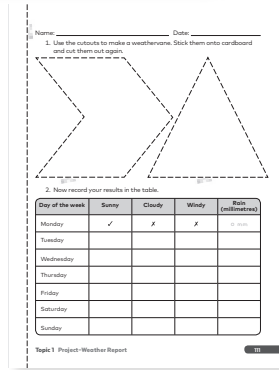 Name: Date:
1. Use the cutouts to make a weathervane. Stick them onto cardboard
and cut them out again.
2. Now record your results in the table.
Day of the week Sunny Cloudy Windy Rain
(millimetres)
Monday ✓ ✗ ✗ 0 mm
Tuesday
Wednesday
Thursday
Friday
Saturday
Sunday
Topic 1 Project–Weather Report 111